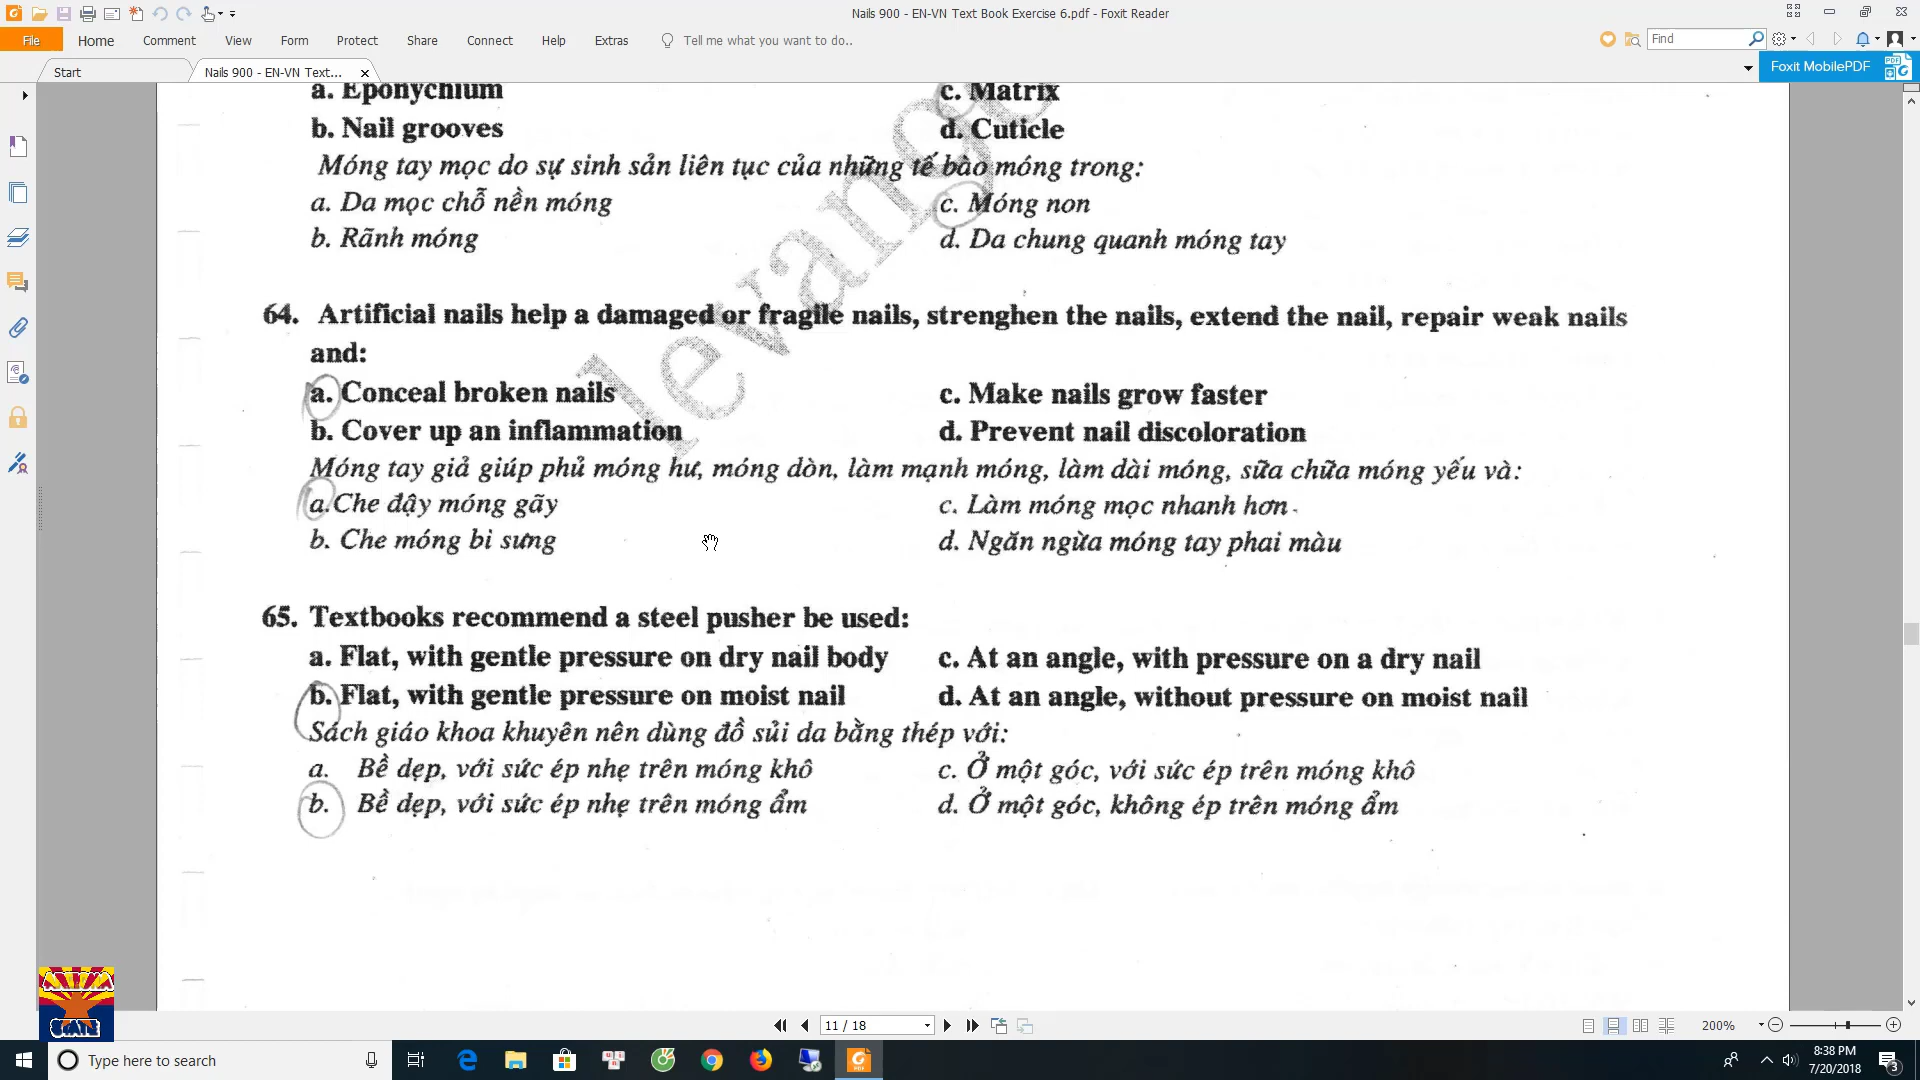 Nails 900 - EN-VN Text Book Exercise 6.pdf - Foxit Reader
File Home Comment View Form Protect Share Connect Help Extras Tell me what you want to do.. Find
Start Nails 900 - EN-VN Text... Foxit MobilePDF
a. Eponychium c. Matrix
b. Nail grooves d. Cuticle
Móng tay mọc do sự sinh sản liên tục của những tế bào móng trong:
a. Da mọc chỗ nền móng c. Móng non
b. Rãnh móng d. Da chung quanh móng tay
64. Artificial nails help a damaged or fragile nails, strenghen the nails, extend the nail, repair weak nails
and:
a. Conceal broken nails c. Make nails grow faster
b. Cover up an inflammation d. Prevent nail discoloration
Móng tay giả giúp phủ móng hư, móng dòn, làm mạnh móng, làm dài móng, sữa chữa móng yếu và:
a. Che đậy móng gãy c. Làm móng mọc nhanh hơn
b. Che móng bi sưng d. Ngăn ngừa móng tay phai màu
65. Textbooks recommend a steel pusher be used:
a. Flat, with gentle pressure on dry nail body c. At an angle, with pressure on a dry nail
b. Flat, with gentle pressure on moist nail d. At an angle, without pressure on moist nail
Sách giáo khoa khuyên nên dùng đồ sủi da bằng thép với:
a. Bề dẹp, với sức ép nhẹ trên móng khô c. Ở một góc, với sức ép trên móng khô
b. Bề dẹp, với sức ép nhẹ trên móng ẩm d. Ở một góc, không ép trên móng ẩm
levang
ARIZONA
STATE
11 / 18 200%
Type here to search
8:38 PM
7/20/2018
3